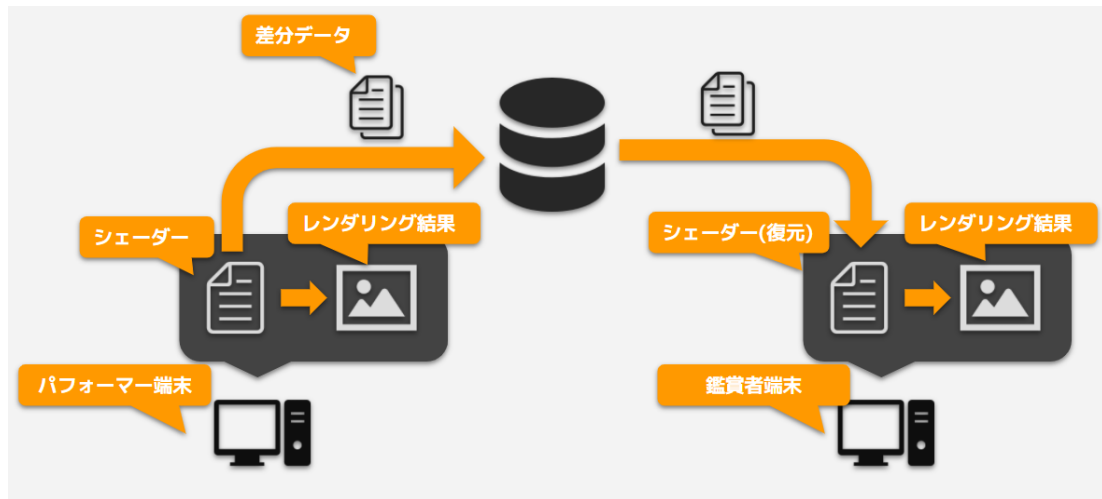 差分データ
シェーダー
レンダリング結果
シェーダー(復元)
レンダリング結果
パフォーマー端末
鑑賞者端末